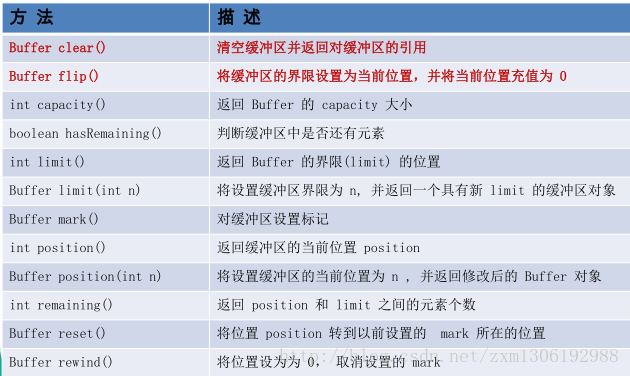 方 法 描 述
Buffer clear() 清空缓冲区并返回对缓冲区的引用
Buffer flip() 将缓冲区的界限设置为当前位置，并将当前位置充值为 0
int capacity() 返回 Buffer 的 capacity 大小
boolean hasRemaining() 判断缓冲区中是否还有元素
int limit() 返回 Buffer 的界限(limit) 的位置
Buffer limit(int n) 将设置缓冲区界限为 n, 并返回一个具有新 limit 的缓冲区对象
Buffer mark() 对缓冲区设置标记
int position() 返回缓冲区的当前位置 position
Buffer position(int n) 将设置缓冲区的当前位置为 n , 并返回修改后的 Buffer 对象
int remaining() 返回 position 和 limit 之间的元素个数
Buffer reset() 将位置 position 转到以前设置的 mark 所在的位置
Buffer rewind() 将位置设为为 0， 取消设置的 mark
http://blog.csdn.net/zxm1306192988